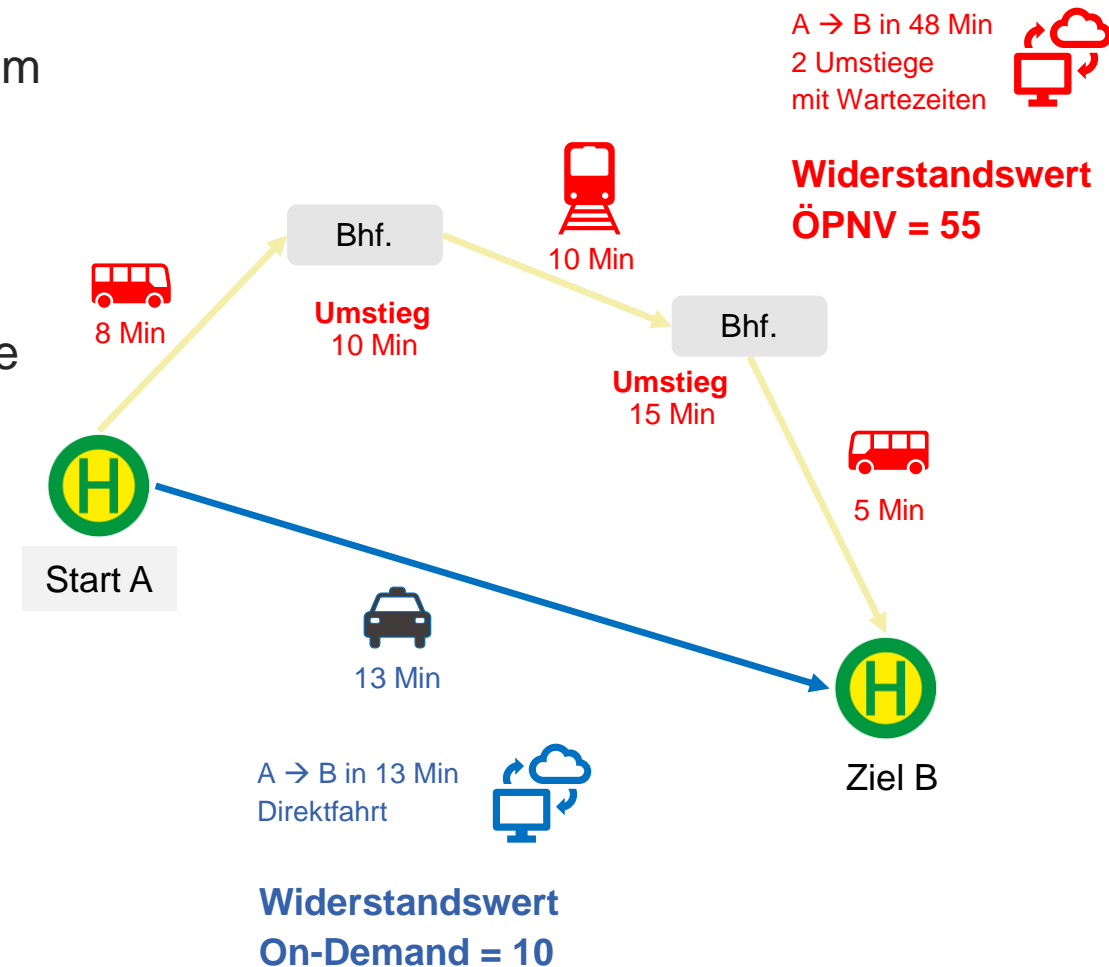 m
e
A → B in 48 Min
2 Umstiege
mit Wartezeiten
Widerstandswert
ÖPNV = 55
Bhf.
10 Min
8 Min
Umstieg
10 Min
Bhf.
Umstieg
15 Min
H
5 Min
Start A
13 Min
H
A → B in 13 Min
Direktfahrt
Ziel B
Widerstandswert
On-Demand = 10